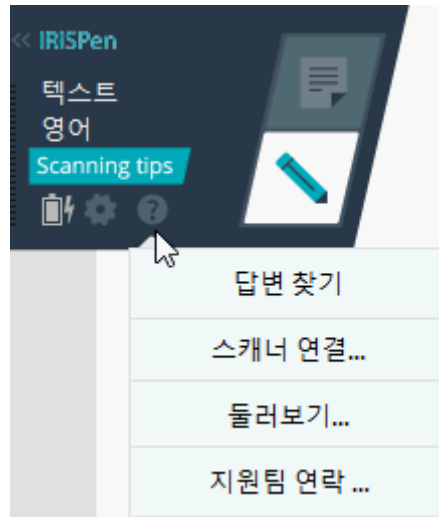 << IRISPen
텍스트
영어
Scanning tips
답변 찾기
스캐너 연결...
둘러보기...
지원팀 연락 ...